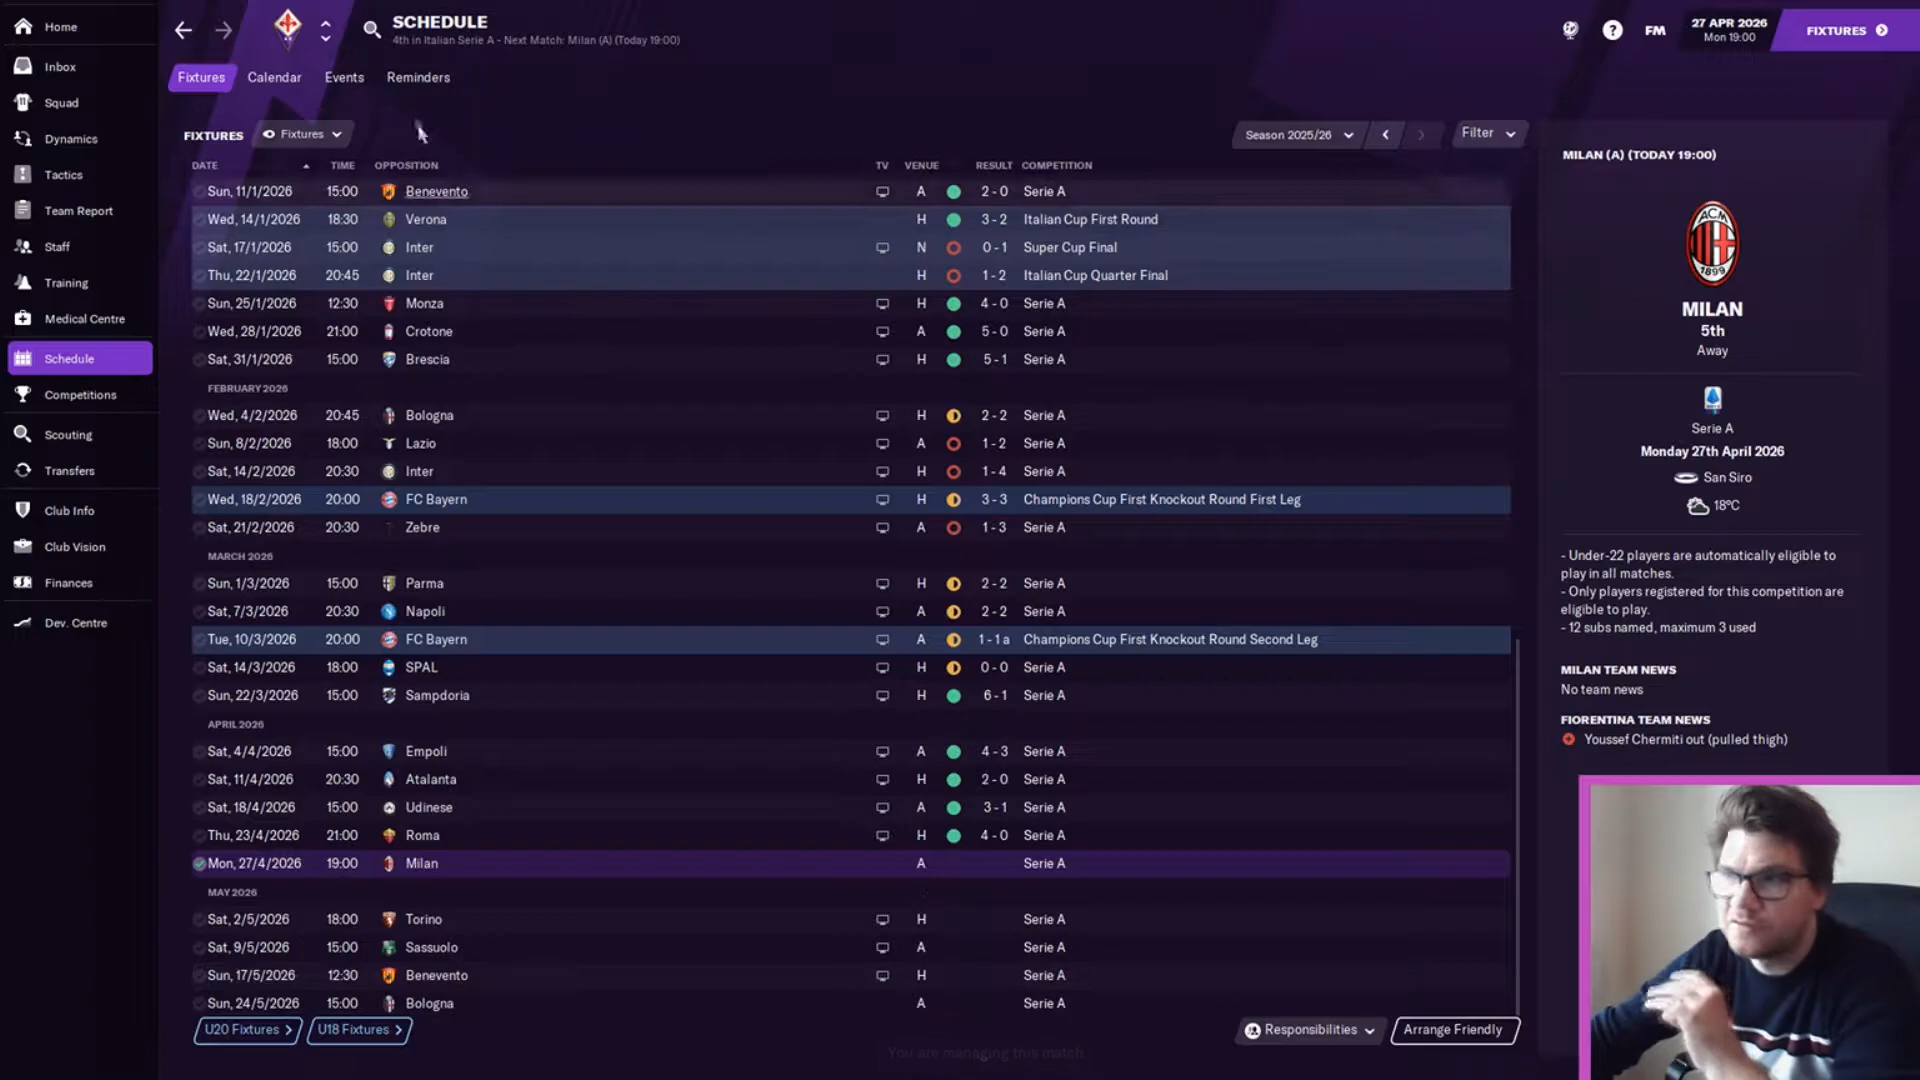 Home
Inbox
Squad
Dynamics
Tactics
Team Report
Staff
Training
Medical Centre
Schedule
Competitions
Scouting
Transfers
Club Info
Club Vision
Finances
Dev. Centre
SCHEDULE
4th in Italian Serie A - Next Match: Milan (A) (Today 19:00)
FM
27 APR 2026
Mon 19:00
FIXTURES
Fixtures Calendar Events Reminders
FIXTURES Fixtures Season 2025/26 Filter
DATE TIME OPPOSITION TV VENUE RESULT COMPETITION
Sun, 11/1/2026 15:00 Benevento A 2 - 0 Serie A
Wed, 14/1/2026 18:30 Verona H 3 - 2 Italian Cup First Round
Sat, 17/1/2026 15:00 Inter N 0 - 1 Super Cup Final
Thu, 22/1/2026 20:45 Inter H 1 - 2 Italian Cup Quarter Final
Sun, 25/1/2026 12:30 Monza H 4 - 0 Serie A
Wed, 28/1/2026 21:00 Crotone A 5 - 0 Serie A
Sat, 31/1/2026 15:00 Brescia H 5 - 1 Serie A
FEBRUARY 2026
Wed, 4/2/2026 20:45 Bologna H 2 - 2 Serie A
Sun, 8/2/2026 18:00 Lazio A 1 - 2 Serie A
Sat, 14/2/2026 20:30 Inter H 1 - 4 Serie A
Wed, 18/2/2026 20:00 FC Bayern H 3 - 3 Champions Cup First Knockout Round First Leg
Sat, 21/2/2026 20:30 Zebre A 1 - 3 Serie A
MARCH 2026
Sun, 1/3/2026 15:00 Parma H 2 - 2 Serie A
Sat, 7/3/2026 20:30 Napoli A 2 - 2 Serie A
Tue, 10/3/2026 20:00 FC Bayern A 1 - 1 a Champions Cup First Knockout Round Second Leg
Sat, 14/3/2026 18:00 SPAL H 0 - 0 Serie A
Sun, 22/3/2026 15:00 Sampdoria H 6 - 1 Serie A
APRIL 2026
Sat, 4/4/2026 15:00 Empoli A 4 - 3 Serie A
Sat, 11/4/2026 20:30 Atalanta H 2 - 0 Serie A
Sat, 18/4/2026 15:00 Udinese A 3 - 1 Serie A
Thu, 23/4/2026 21:00 Roma H 4 - 0 Serie A
Mon, 27/4/2026 19:00 Milan A Serie A
MAY 2026
Sat, 2/5/2026 18:00 Torino H Serie A
Sat, 9/5/2026 15:00 Sassuolo A Serie A
Sun, 17/5/2026 12:30 Benevento H Serie A
Sun, 24/5/2026 15:00 Bologna A Serie A
U20 Fixtures U18 Fixtures Responsibilities Arrange Friendly
You are managing this match
MILAN (A) (TODAY 19:00)
ACM
1899
MILAN
5th
Away
Serie A
Monday 27th April 2026
San Siro
18°C
- Under-22 players are automatically eligible to
play in all matches.
- Only players registered for this competition are
eligible to play.
- 12 subs named, maximum 3 used
MILAN TEAM NEWS
No team news
FIORENTINA TEAM NEWS
Youssef Chermiti out (pulled thigh)